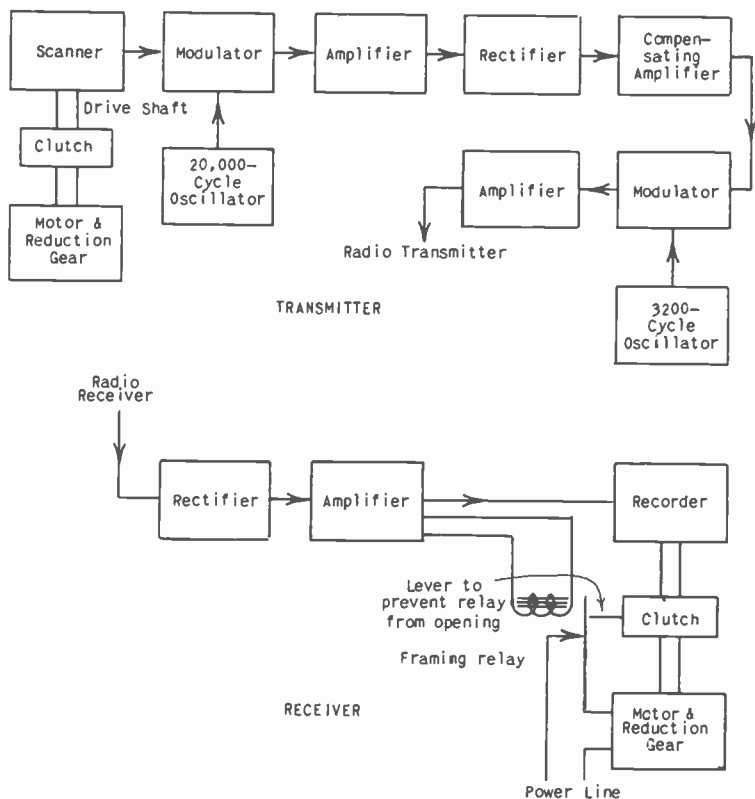 Scanner
Modulator
Amplifier
Rectifier
Compen-
sating
Amplifier
Drive Shaft
Clutch
20,000-
Cycle
Oscillator
Amplifier
Modulator
Motor &
Reduction
Gear
Radio Transmitter
TRANSMITTER
3200-
Cycle
Oscillator
Radio
Receiver
Rectifier
Amplifier
Recorder
Lever to
prevent relay
from opening
Clutch
Framing relay
RECEIVER
Motor &
Reduction
Gear
Power Line